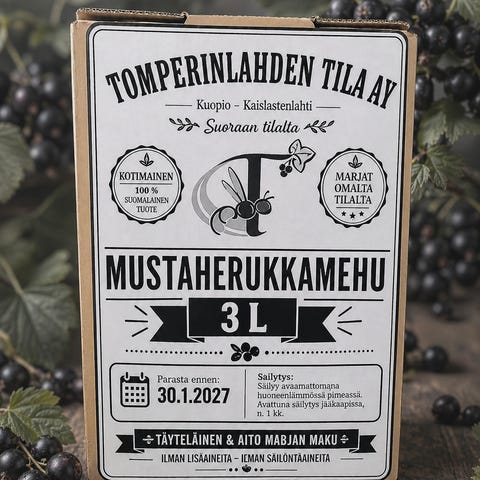 TOMPERINLAHDEN TILA AY
Kuopio – Kaislastenlahti
Suoraan tilalta
KOTIMAINEN
100 %
SUOMALAINEN
TUOTE
T
MARJAT
OMALTA
TILALTA
MUSTAHERUKKAMEHU
3 L
Parasta ennen:
30.1.2027
Säilytys:
Säilyy avaamattomana
huoneenlämmössä pimeässä.
Avattuna säilytys jääkaapissa,
n. 1 kk.
TÄYTELÄINEN & AITO MABJAN MAKU
ILMAN LISÄAINEITA – IEMAN SÄILÖNTÄAINEITA